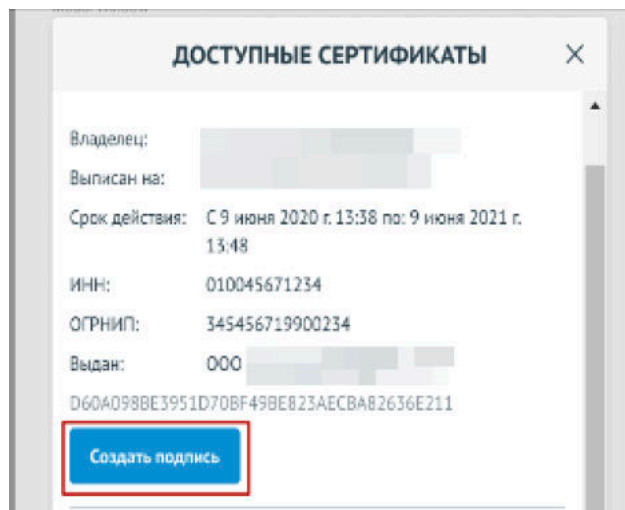 ДОСТУПНЫЕ СЕРТИФИКАТЫ
Владелец:
Выписан на:
Срок действия: С 9 июня 2020 г. 13:38 по: 9 июня 2021 г.
13:48
ИНН: 010045671234
ОГРНИП: 345456719900234
Выдан: ООО
D60A098BE3951D70BF49BE823AECBA82636E211
Создать подпись